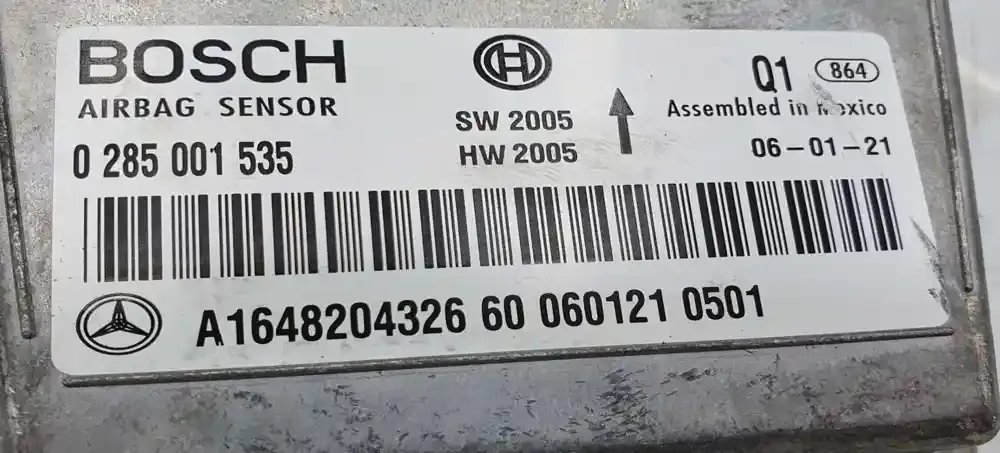 BOSCH
AIRBAG SENSOR
0 285 001 535
SW 2005
HW 2005
Q1 864
Assembled in Mexico
06-01-21
A1648204326 60 060121 0501